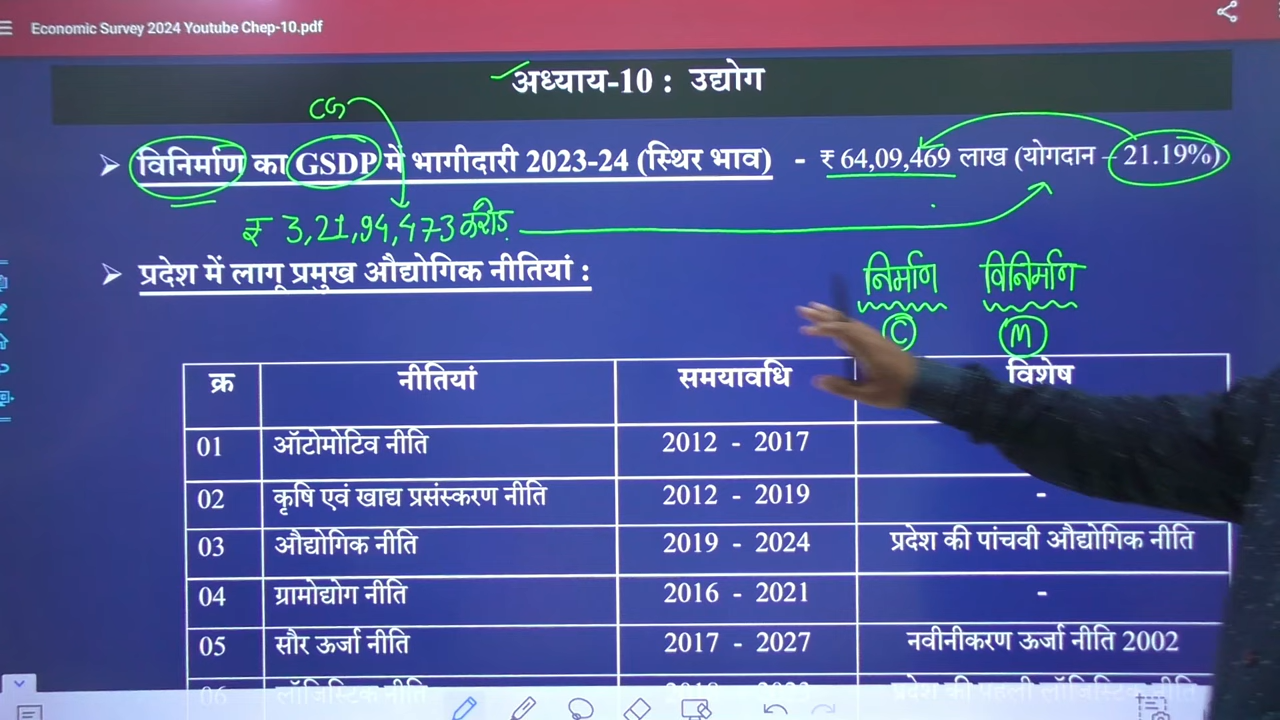 Economic Survey 2024 Youtube Chep-10.pdf
अध्याय-10 : उद्योग
CG
विनिर्माण का GSDP में भागीदारी 2023-24 (स्थिर भाव) - ₹ 64,09,469 लाख (योगदान – 21.19%)
₹ 3,21,94,473 करोड़
प्रदेश में लागू प्रमुख औद्योगिक नीतियां :
निर्माण विनिर्माण
C M
क्र नीतियां समयावधि विशेष
01 ऑटोमोटिव नीति 2012 - 2017
02 कृषि एवं खाद्य प्रसंस्करण नीति 2012 - 2019 -
03 औद्योगिक नीति 2019 - 2024 प्रदेश की पांचवी औद्योगिक नीति
04 ग्रामोद्योग नीति 2016 - 2021 -
05 सौर ऊर्जा नीति 2017 - 2027 नवीनीकरण ऊर्जा नीति 2002
06 लॉजिस्टिक नीति प्रदेश की पहली लॉजिस्टिक नीति